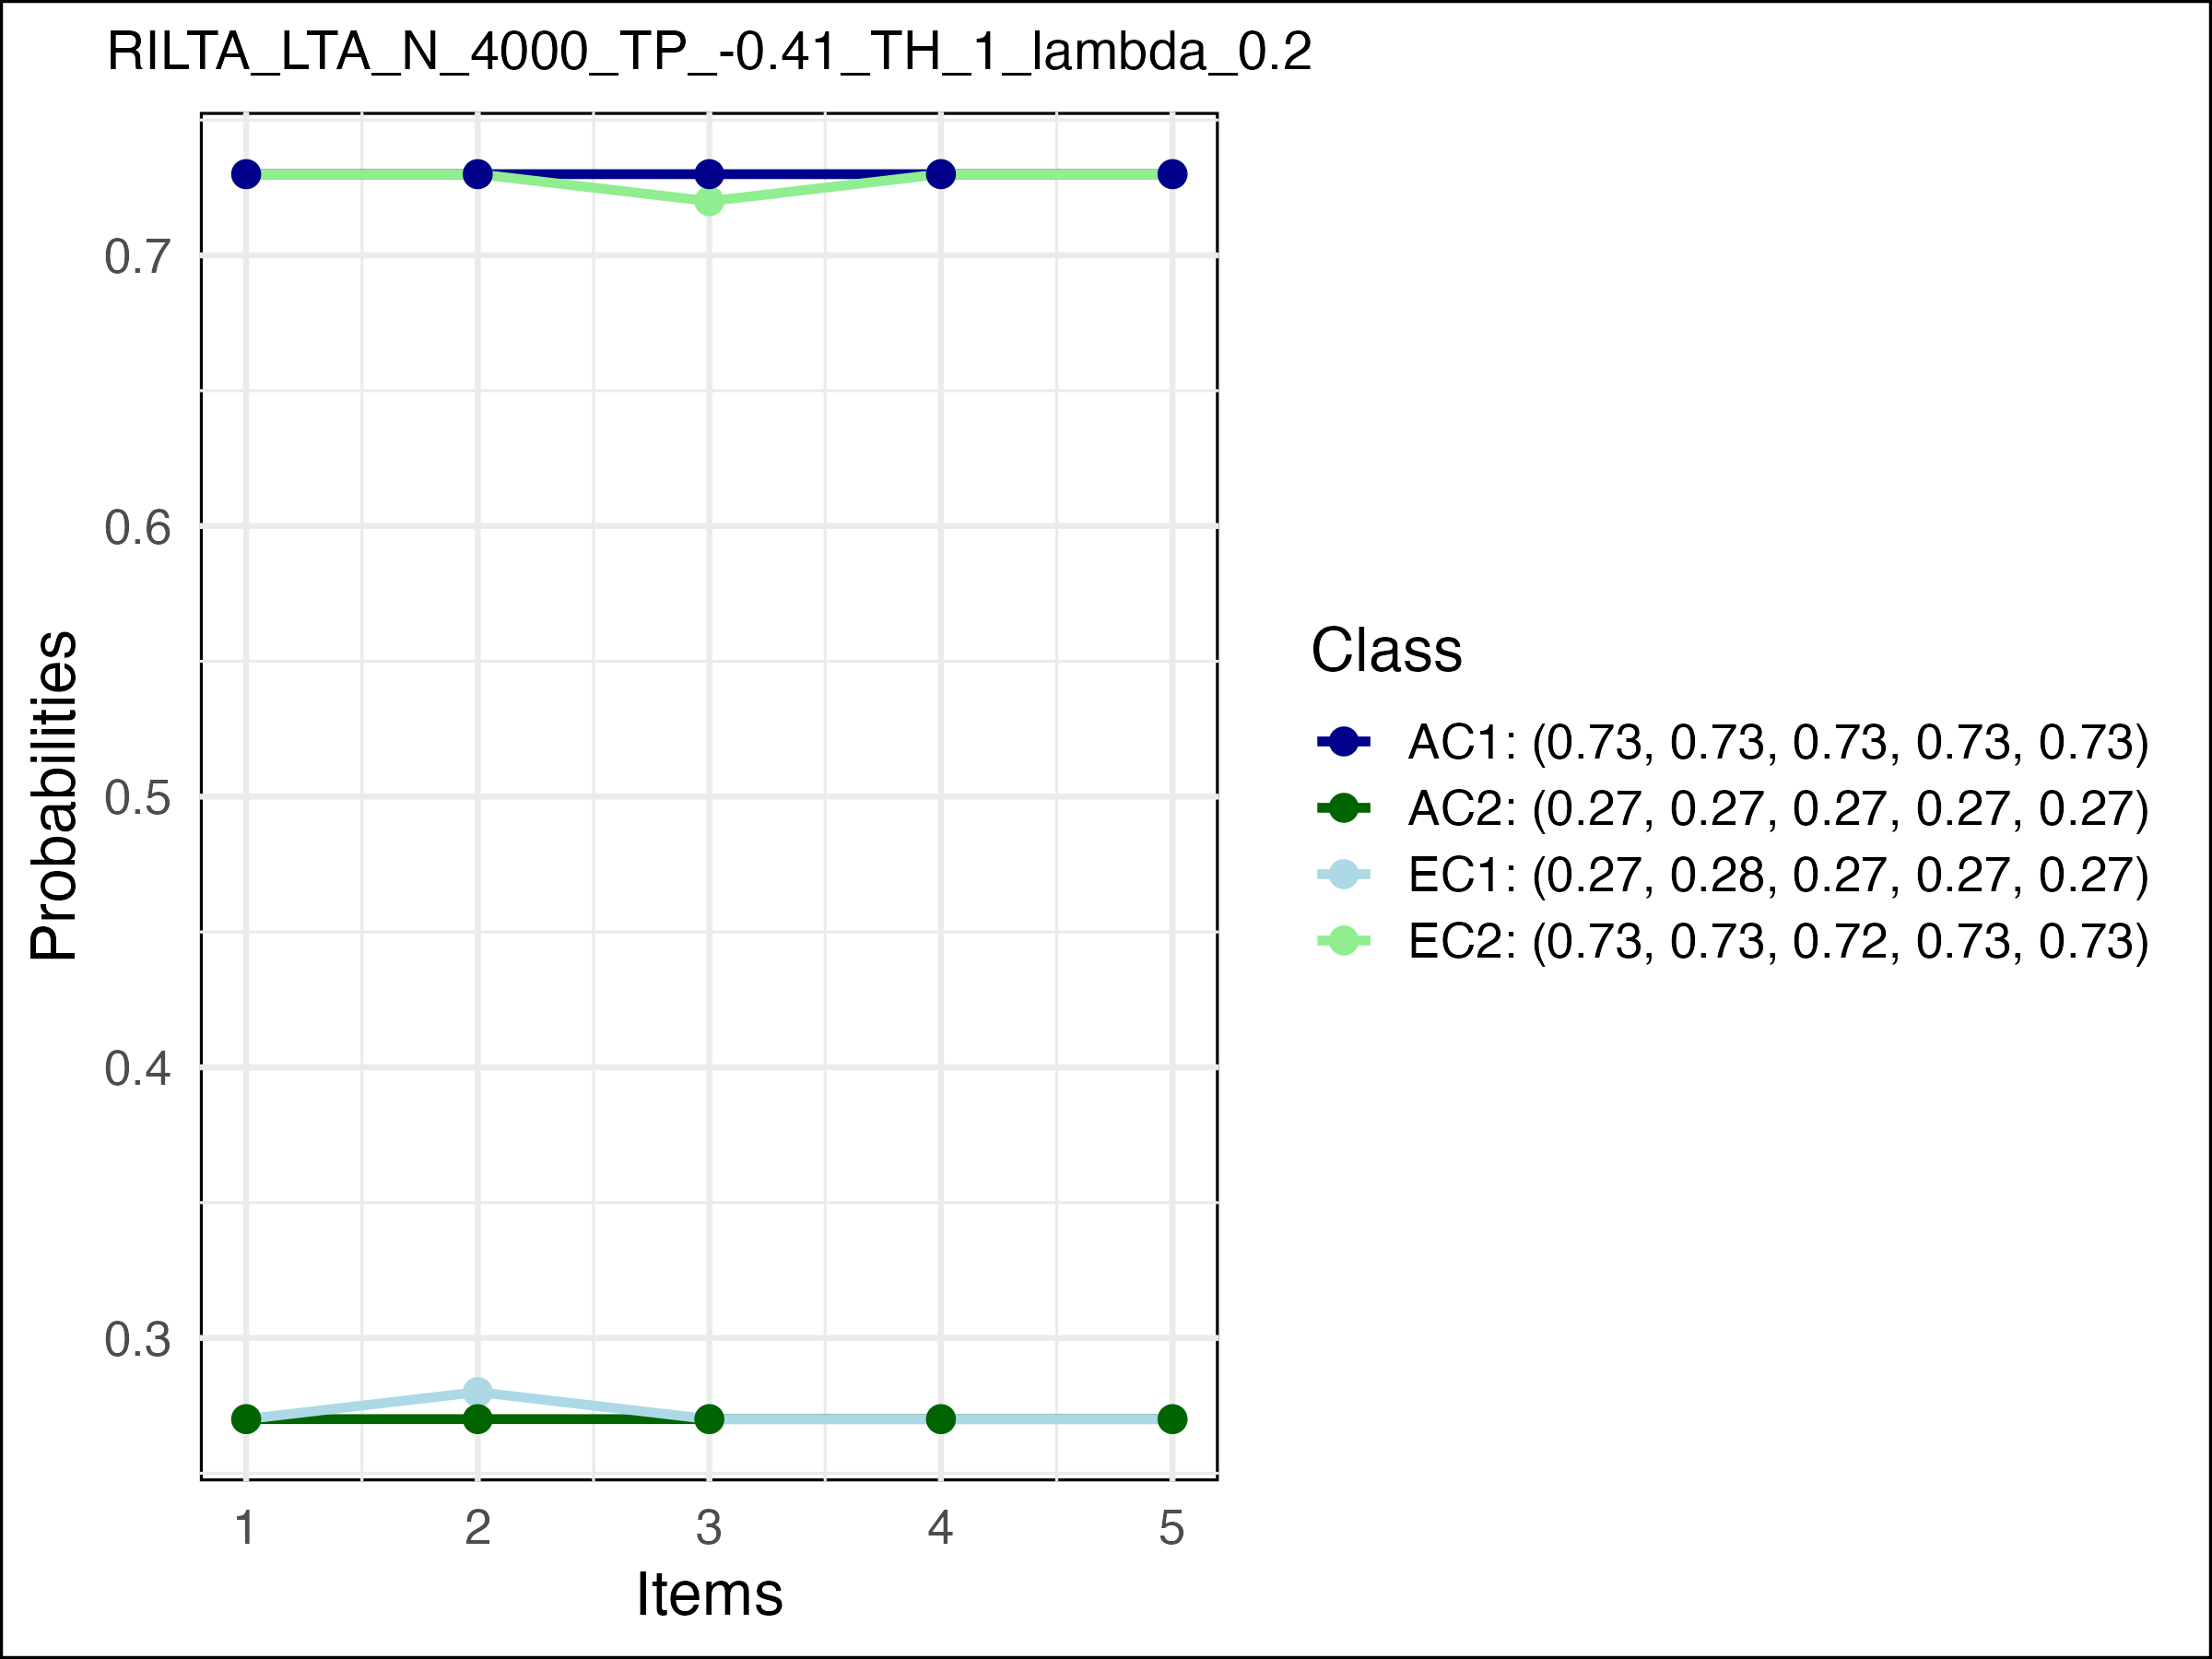 RILTA_LTA_N_4000_TP_-0.41_TH_1_lambda_0.2
0.7
0.6
0.5
0.4
0.3
Probabilities
1 2 3 4 5
Items
Class
AC1: (0.73, 0.73, 0.73, 0.73, 0.73)
AC2: (0.27, 0.27, 0.27, 0.27, 0.27)
EC1: (0.27, 0.28, 0.27, 0.27, 0.27)
EC2: (0.73, 0.73, 0.72, 0.73, 0.73)